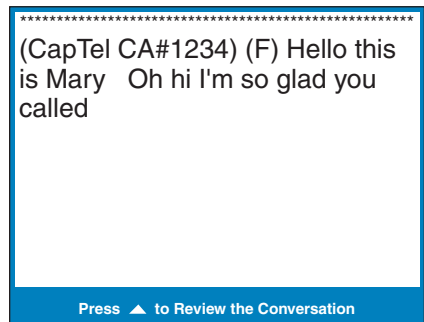 ******************************************************
(CapTel CA#1234) (F) Hello this
is Mary   Oh hi I'm so glad you
called
Press ▲ to Review the Conversation